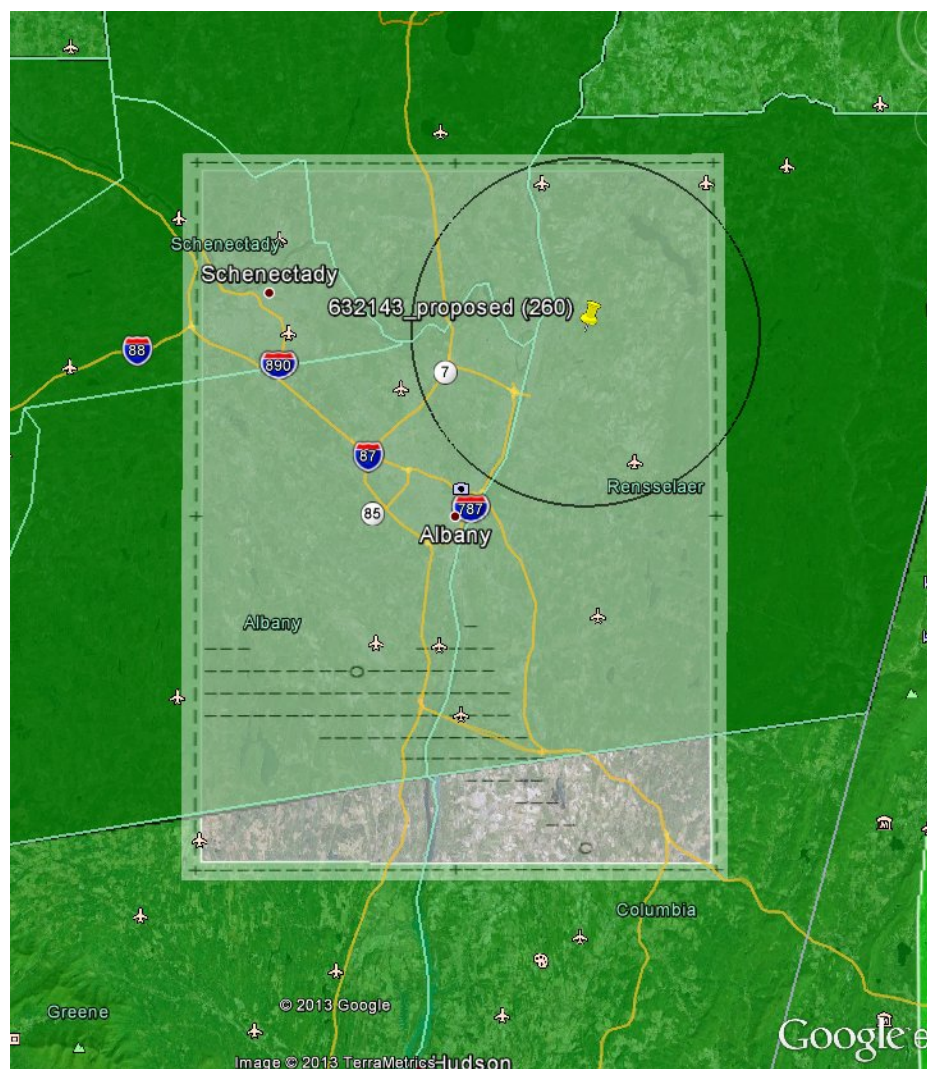 Schenectady
Schenectady
632143_proposed (260)
88
890
7
87
Rensselaer
85
787
Albany
Albany
Columbia
© 2013 Google
Greene
Google e
Image © 2013 TerraMetrics
Hudson